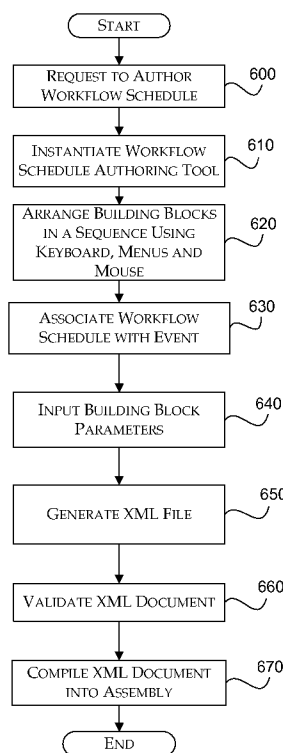 START
REQUEST TO AUTHOR
WORKFLOW SCHEDULE
600
INSTANTIATE WORKFLOW
SCHEDULE AUTHORING TOOL
610
ARRANGE BUILDING BLOCKS
IN A SEQUENCE USING
KEYBOARD, MENUS AND
MOUSE
620
ASSOCIATE WORKFLOW
SCHEDULE WITH EVENT
630
INPUT BUILDING BLOCK
PARAMETERS
640
GENERATE XML FILE
650
VALIDATE XML DOCUMENT
660
COMPILE XML DOCUMENT
INTO ASSEMBLY
670
END